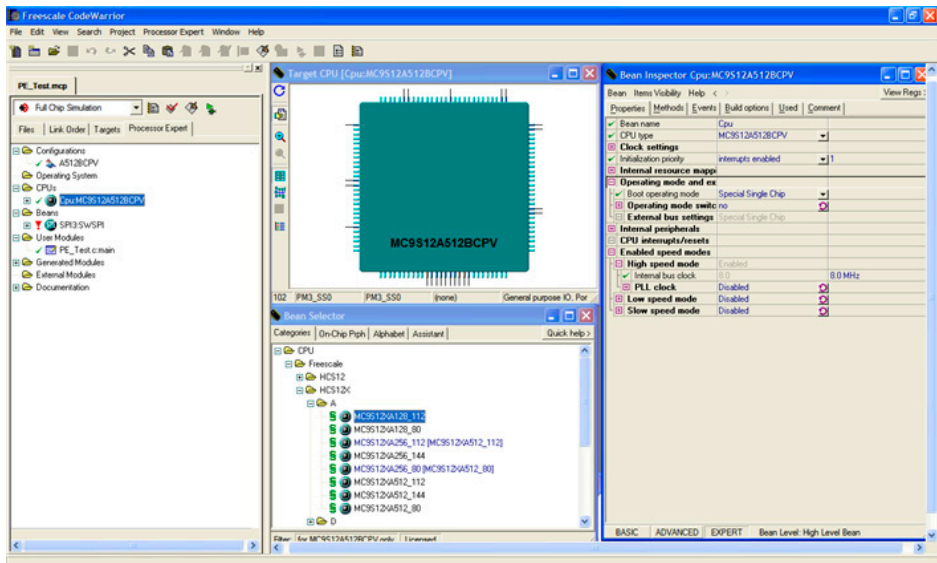 Freescale CodeWarrior
File Edit View Search Project Processor Expert Window Help
PE_Test.mcp
Full Chip Simulation
Files Link Order Targets Processor Expert
Configurations
A512BCPV
Operating System
CPUs
Cpu:MC9S12A512BCPV
Beans
SPI3:SWSPI
User Modules
PE_Test.c:main
Generated Modules
External Modules
Documentation
Target CPU [Cpu:MC9S12A512BCPV]
MC9S12A512BCPV
102 PM3_SS0 PM3_SS0 (none) General purpose IO, Por
Bean Selector
Categories On-Chip Prph Alphabet Assistant Quick help >
CPU
Freescale
HCS12
HCS12X
A
MC9S12XA128_112
MC9S12XA128_80
MC9S12XA256_112 [MC9S12XA512_112]
MC9S12XA256_144
MC9S12XA256_80 [MC9S12XA512_80]
MC9S12XA512_112
MC9S12XA512_144
MC9S12XA512_80
D
Filter: for MC9S12A512BCPV only Licensed
Bean Inspector Cpu:MC9S12A512BCPV
Bean Items Visibility Help < > View Regs >
Properties Methods Events Build options Used Comment
Bean name Cpu
CPU type MC9S12A512BCPV
Clock settings
Initialization priority interrupts enabled 1
Internal resource mappi
Operating mode and ex
Boot operating mode Special Single Chip
Operating mode switc no
External bus settings Special Single Chip
Internal peripherals
CPU interrupts/resets
Enabled speed modes
High speed mode Enabled
Internal bus clock 8.0 8.0 MHz
PLL clock Disabled
Low speed mode Disabled
Slow speed mode Disabled
BASIC ADVANCED EXPERT Bean Level: High Level Bean